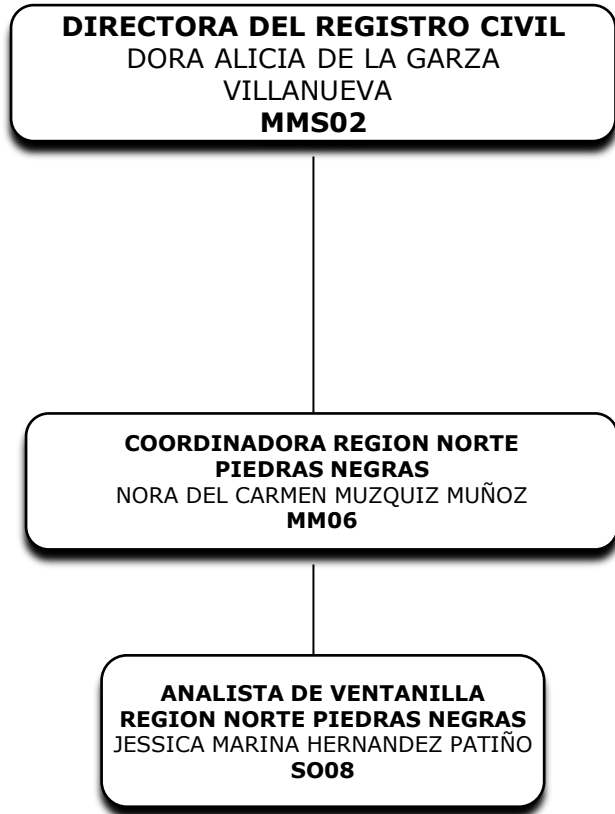 DIRECTORA DEL REGISTRO CIVIL
DORA ALICIA DE LA GARZA
VILLANUEVA
MMS02
COORDINADORA REGION NORTE
PIEDRAS NEGRAS
NORA DEL CARMEN MUZQUIZ MUÑOZ
MM06
ANALISTA DE VENTANILLA
REGION NORTE PIEDRAS NEGRAS
JESSICA MARINA HERNANDEZ PATIÑO
SO08